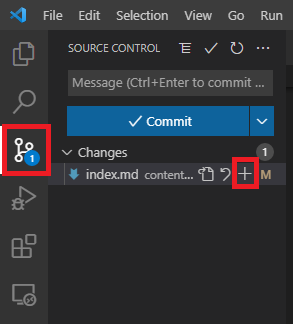 File Edit Selection View Go Run
SOURCE CONTROL
Message (Ctrl+Enter to commit ...
Commit
Changes 1
1
index.md content... M